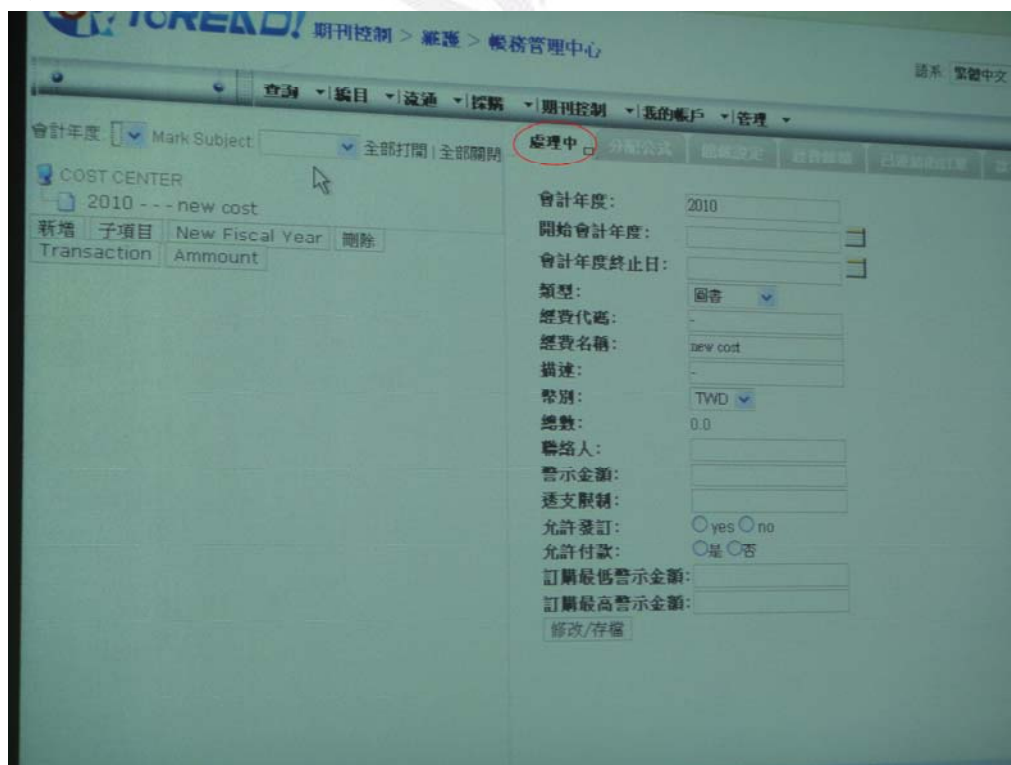 TOREAD! 期刊控制 > 維護 > 帳務管理中心
語系: 繁體中文
查詢 編目 流通 採購 期刊控制 我的帳戶 管理
會計年度: Mark Subject: 全部打開 | 全部關閉
COST CENTER
2010 - - - new cost
新增 子項目 New Fiscal Year 刪除
Transaction Ammount
處理中 分配公式
會計年度: 2010
開始會計年度:
會計年度終止日:
類型: 圖書
經費代碼: -
經費名稱: new cost
描述: -
幣別: TWD
總數: 0.0
聯絡人:
警示金額:
透支限制:
允許發訂: yes no
允許付款: 是 否
訂購最低警示金額:
訂購最高警示金額:
修改/存檔